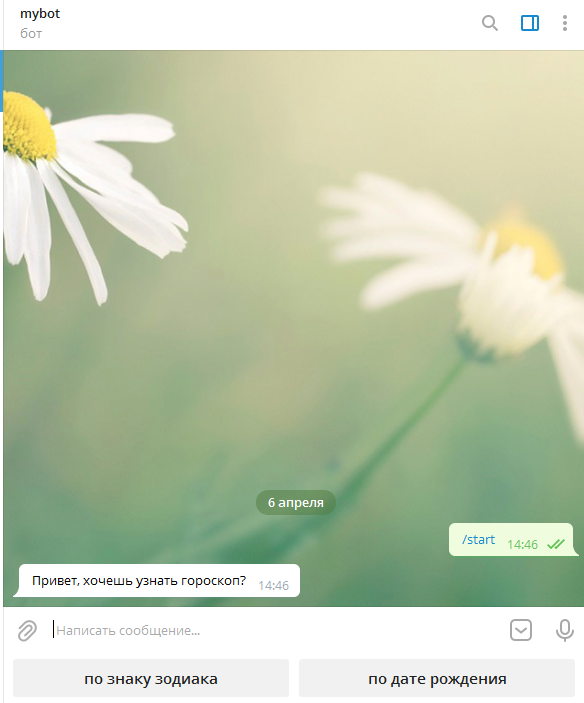 mybot
бот
6 апреля
/start 14:46
Привет, хочешь узнать гороскоп? 14:46
Написать сообщение...
по знаку зодиака
по дате рождения